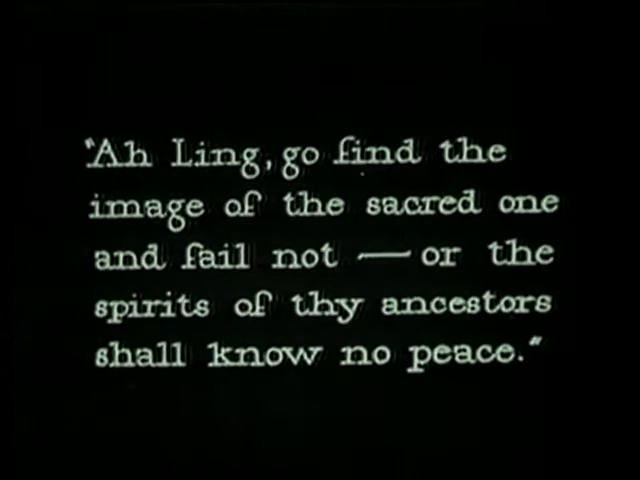 "Ah Ling, go find the
image of the sacred one
and fail not — or the
spirits of thy ancestors
shall know no peace."